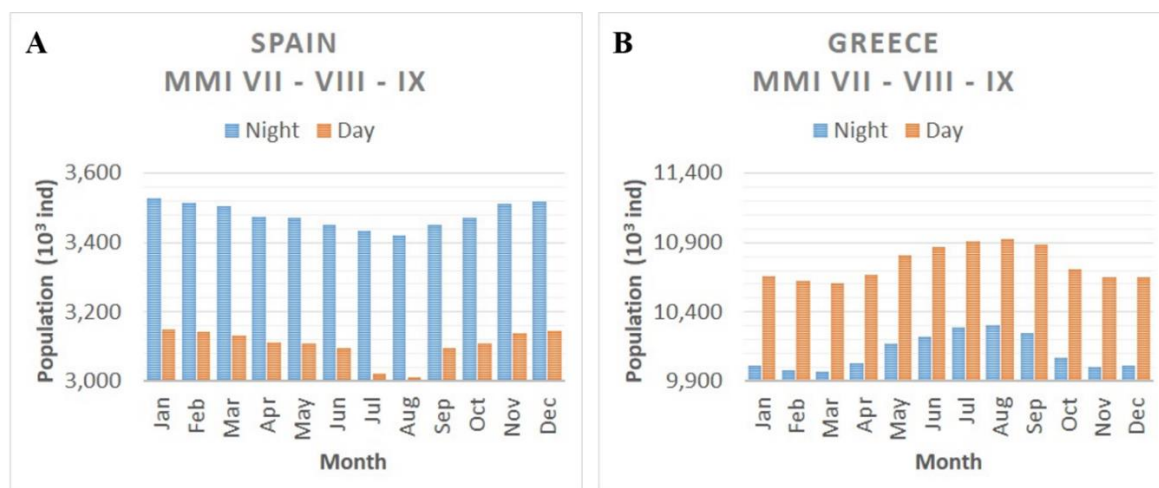 A
SPAIN
MMI VII - VIII - IX
Night Day
Population (10³ ind)
3,600
3,400
3,200
3,000
Jan Feb Mar Apr May Jun Jul Aug Sep Oct Nov Dec
Month
B
GREECE
MMI VII - VIII - IX
Night Day
Population (10³ ind)
11,400
10,900
10,400
9,900
Jan Feb Mar Apr May Jun Jul Aug Sep Oct Nov Dec
Month